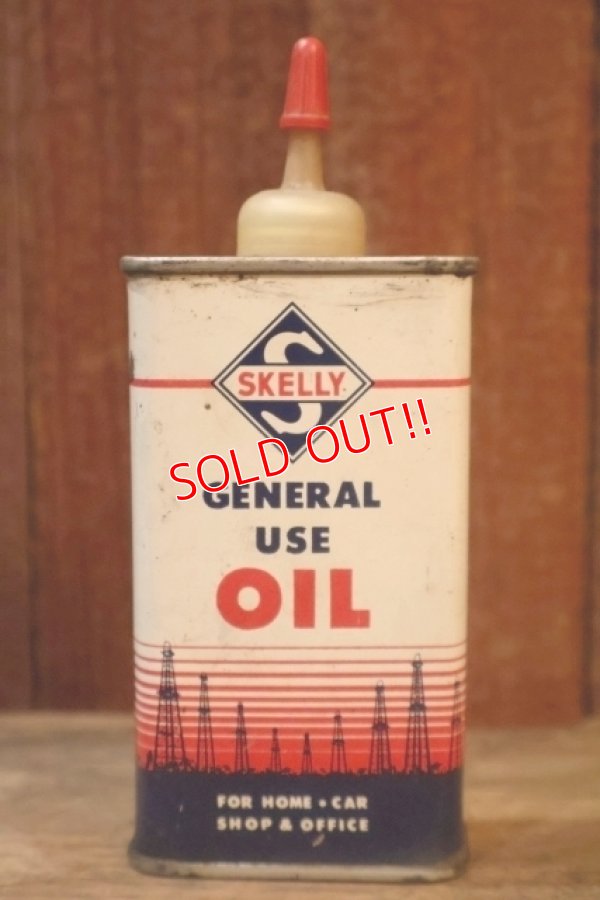 S
SKELLY
SOLD OUT!!
GENERAL
USE
OIL
FOR HOME • CAR
SHOP & OFFICE